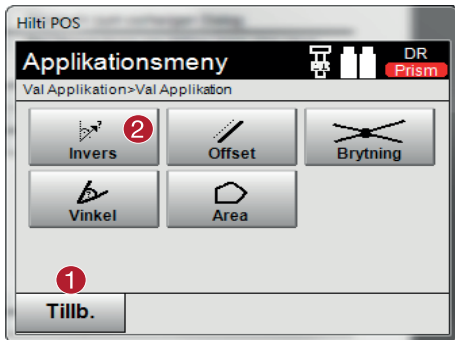 Hilti POS
Applikationsmeny
DR
Prism
Val Applikation>Val Applikation
2
Invers
Offset
Brytning
Vinkel
Area
1
Tillb.